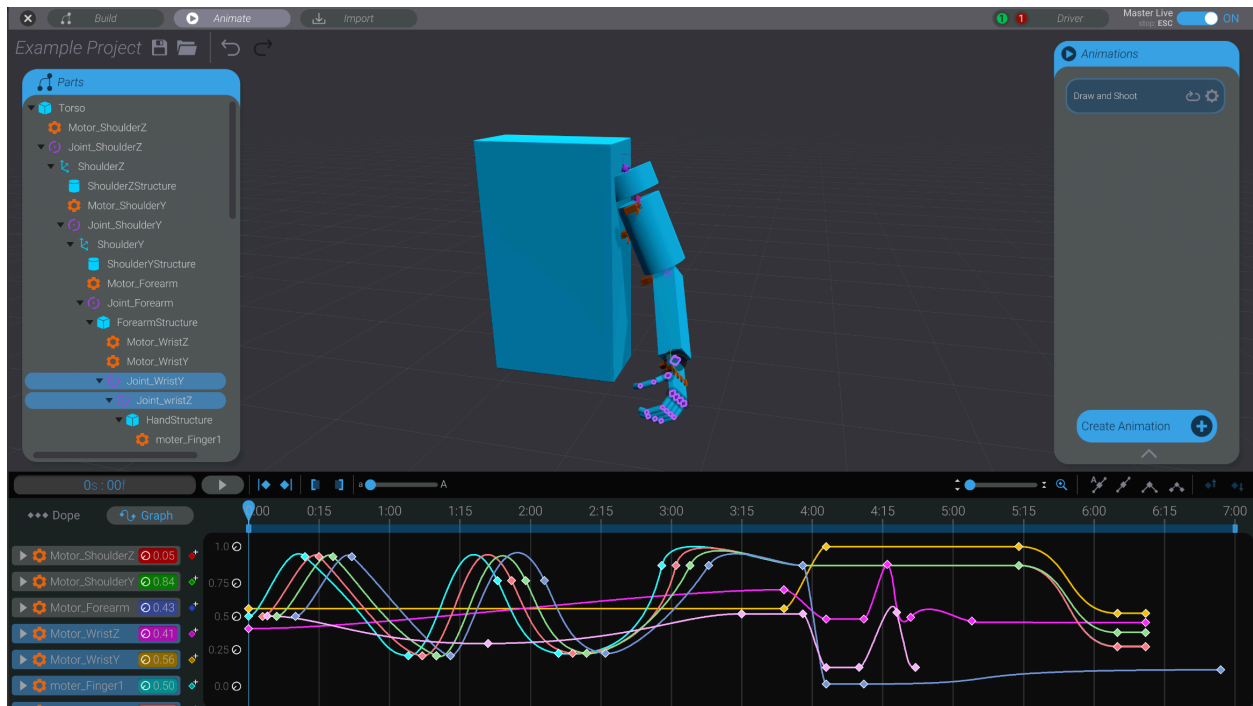 Build
Animate
Import
1
1
Driver
Master Live
stop: ESC
ON
Example Project
Parts
Torso
Motor_ShoulderZ
Joint_ShoulderZ
ShoulderZ
ShoulderZStructure
Motor_ShoulderY
Joint_ShoulderY
ShoulderY
ShoulderYStructure
Motor_Forearm
Joint_Forearm
ForearmStructure
Motor_WristZ
Motor_WristY
Joint_WristY
Joint_wristZ
HandStructure
moter_Finger1
Animations
Draw and Shoot
Create Animation
0s : 00f
a A
A
Dope Graph
0:00 0:15 1:00 1:15 2:00 2:15 3:00 3:15 4:00 4:15 5:00 5:15 6:00 6:15 7:00
Motor_ShoulderZ 0.05
Motor_ShoulderY 0.84
Motor_Forearm 0.43
Motor_WristZ 0.41
Motor_WristY 0.56
moter_Finger1 0.50
1.0
0.75
0.5
0.25
0.0